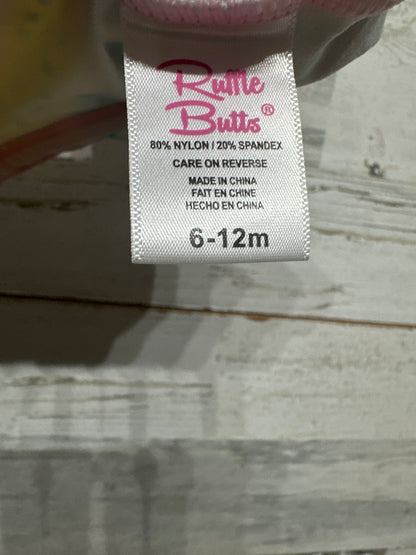 Ruffle
Butts®
80% NYLON / 20% SPANDEX
CARE ON REVERSE
MADE IN CHINA
FAIT EN CHINE
HECHO EN CHINA
6-12m